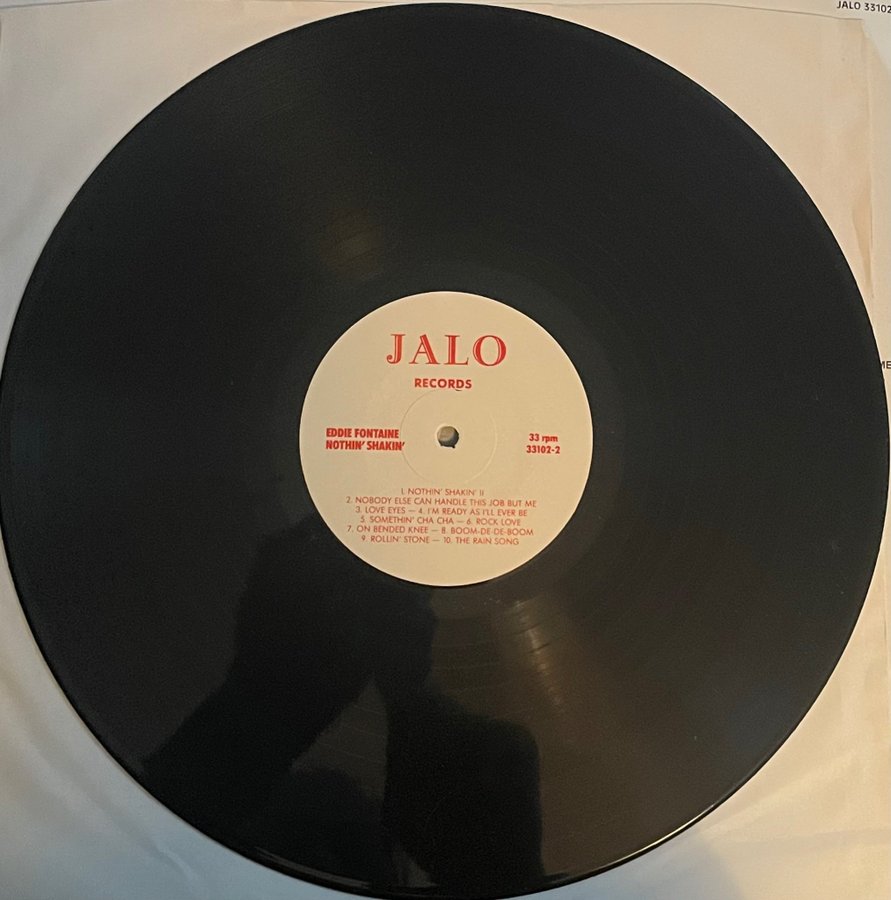 JALO 33102
JALO
RECORDS
EDDIE FONTAINE
NOTHIN' SHAKIN'
33 rpm
33102-2
1. NOTHIN' SHAKIN' II
2. NOBODY ELSE CAN HANDLE THIS JOB BUT ME
3. LOVE EYES — 4. I'M READY AS I'LL EVER BE
5. SOMETHIN' CHA CHA — 6. ROCK LOVE
7. ON BENDED KNEE — 8. BOOM-DE-DE-BOOM
9. ROLLIN' STONE — 10. THE RAIN SONG